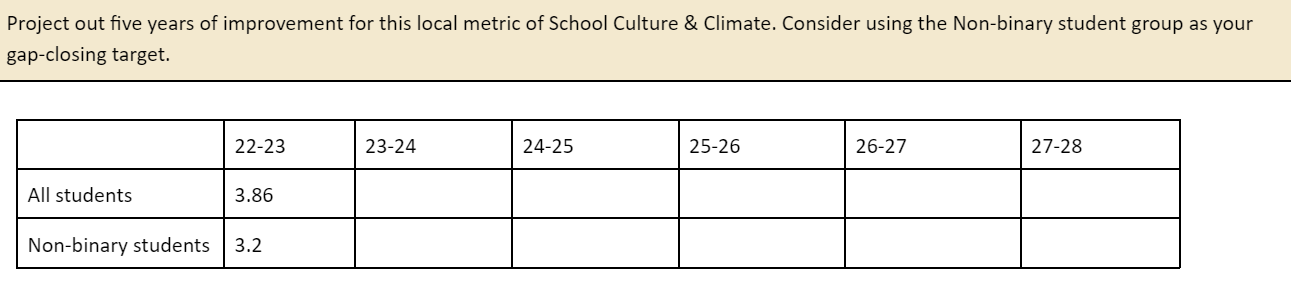 Project out five years of improvement for this local metric of School Culture & Climate. Consider using the Non-binary student group as your
gap-closing target.
22-23 23-24 24-25 25-26 26-27 27-28
All students 3.86
Non-binary students 3.2